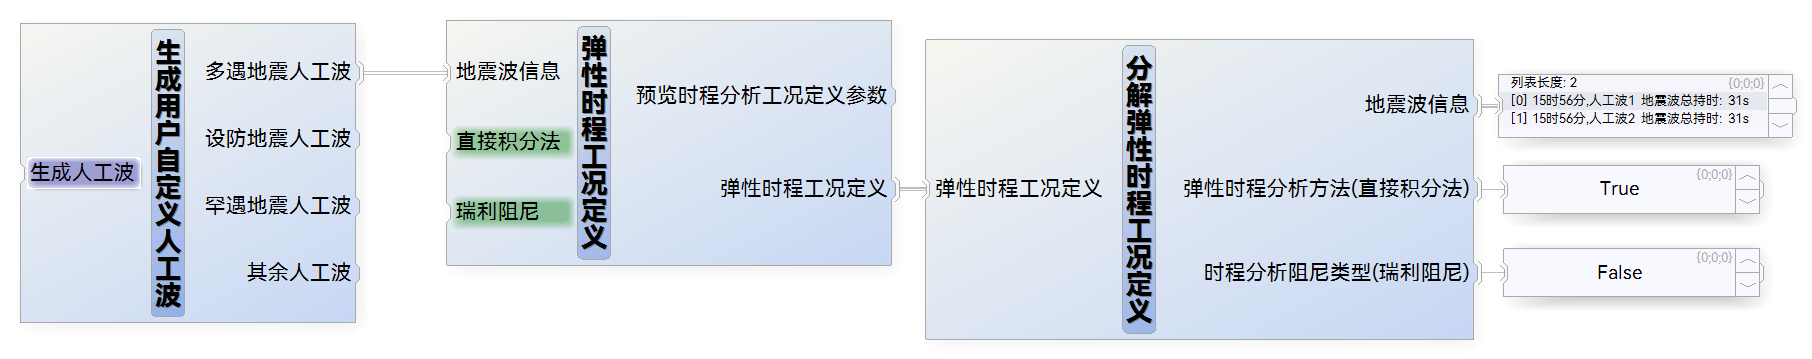 生成人工波
生成用户自定义人工波
多遇地震人工波
设防地震人工波
罕遇地震人工波
其余人工波
地震波信息
直接积分法
瑞利阻尼
弹性时程工况定义
预览时程分析工况定义参数
弹性时程工况定义
弹性时程工况定义
分解弹性时程工况定义
地震波信息
弹性时程分析方法(直接积分法)
时程分析阻尼类型(瑞利阻尼)
列表长度: 2 {0;0;0}
[0] 15时56分,人工波1 地震波总持时: 31s
[1] 15时56分,人工波2 地震波总持时: 31s
{0;0;0}
True
{0;0;0}
False